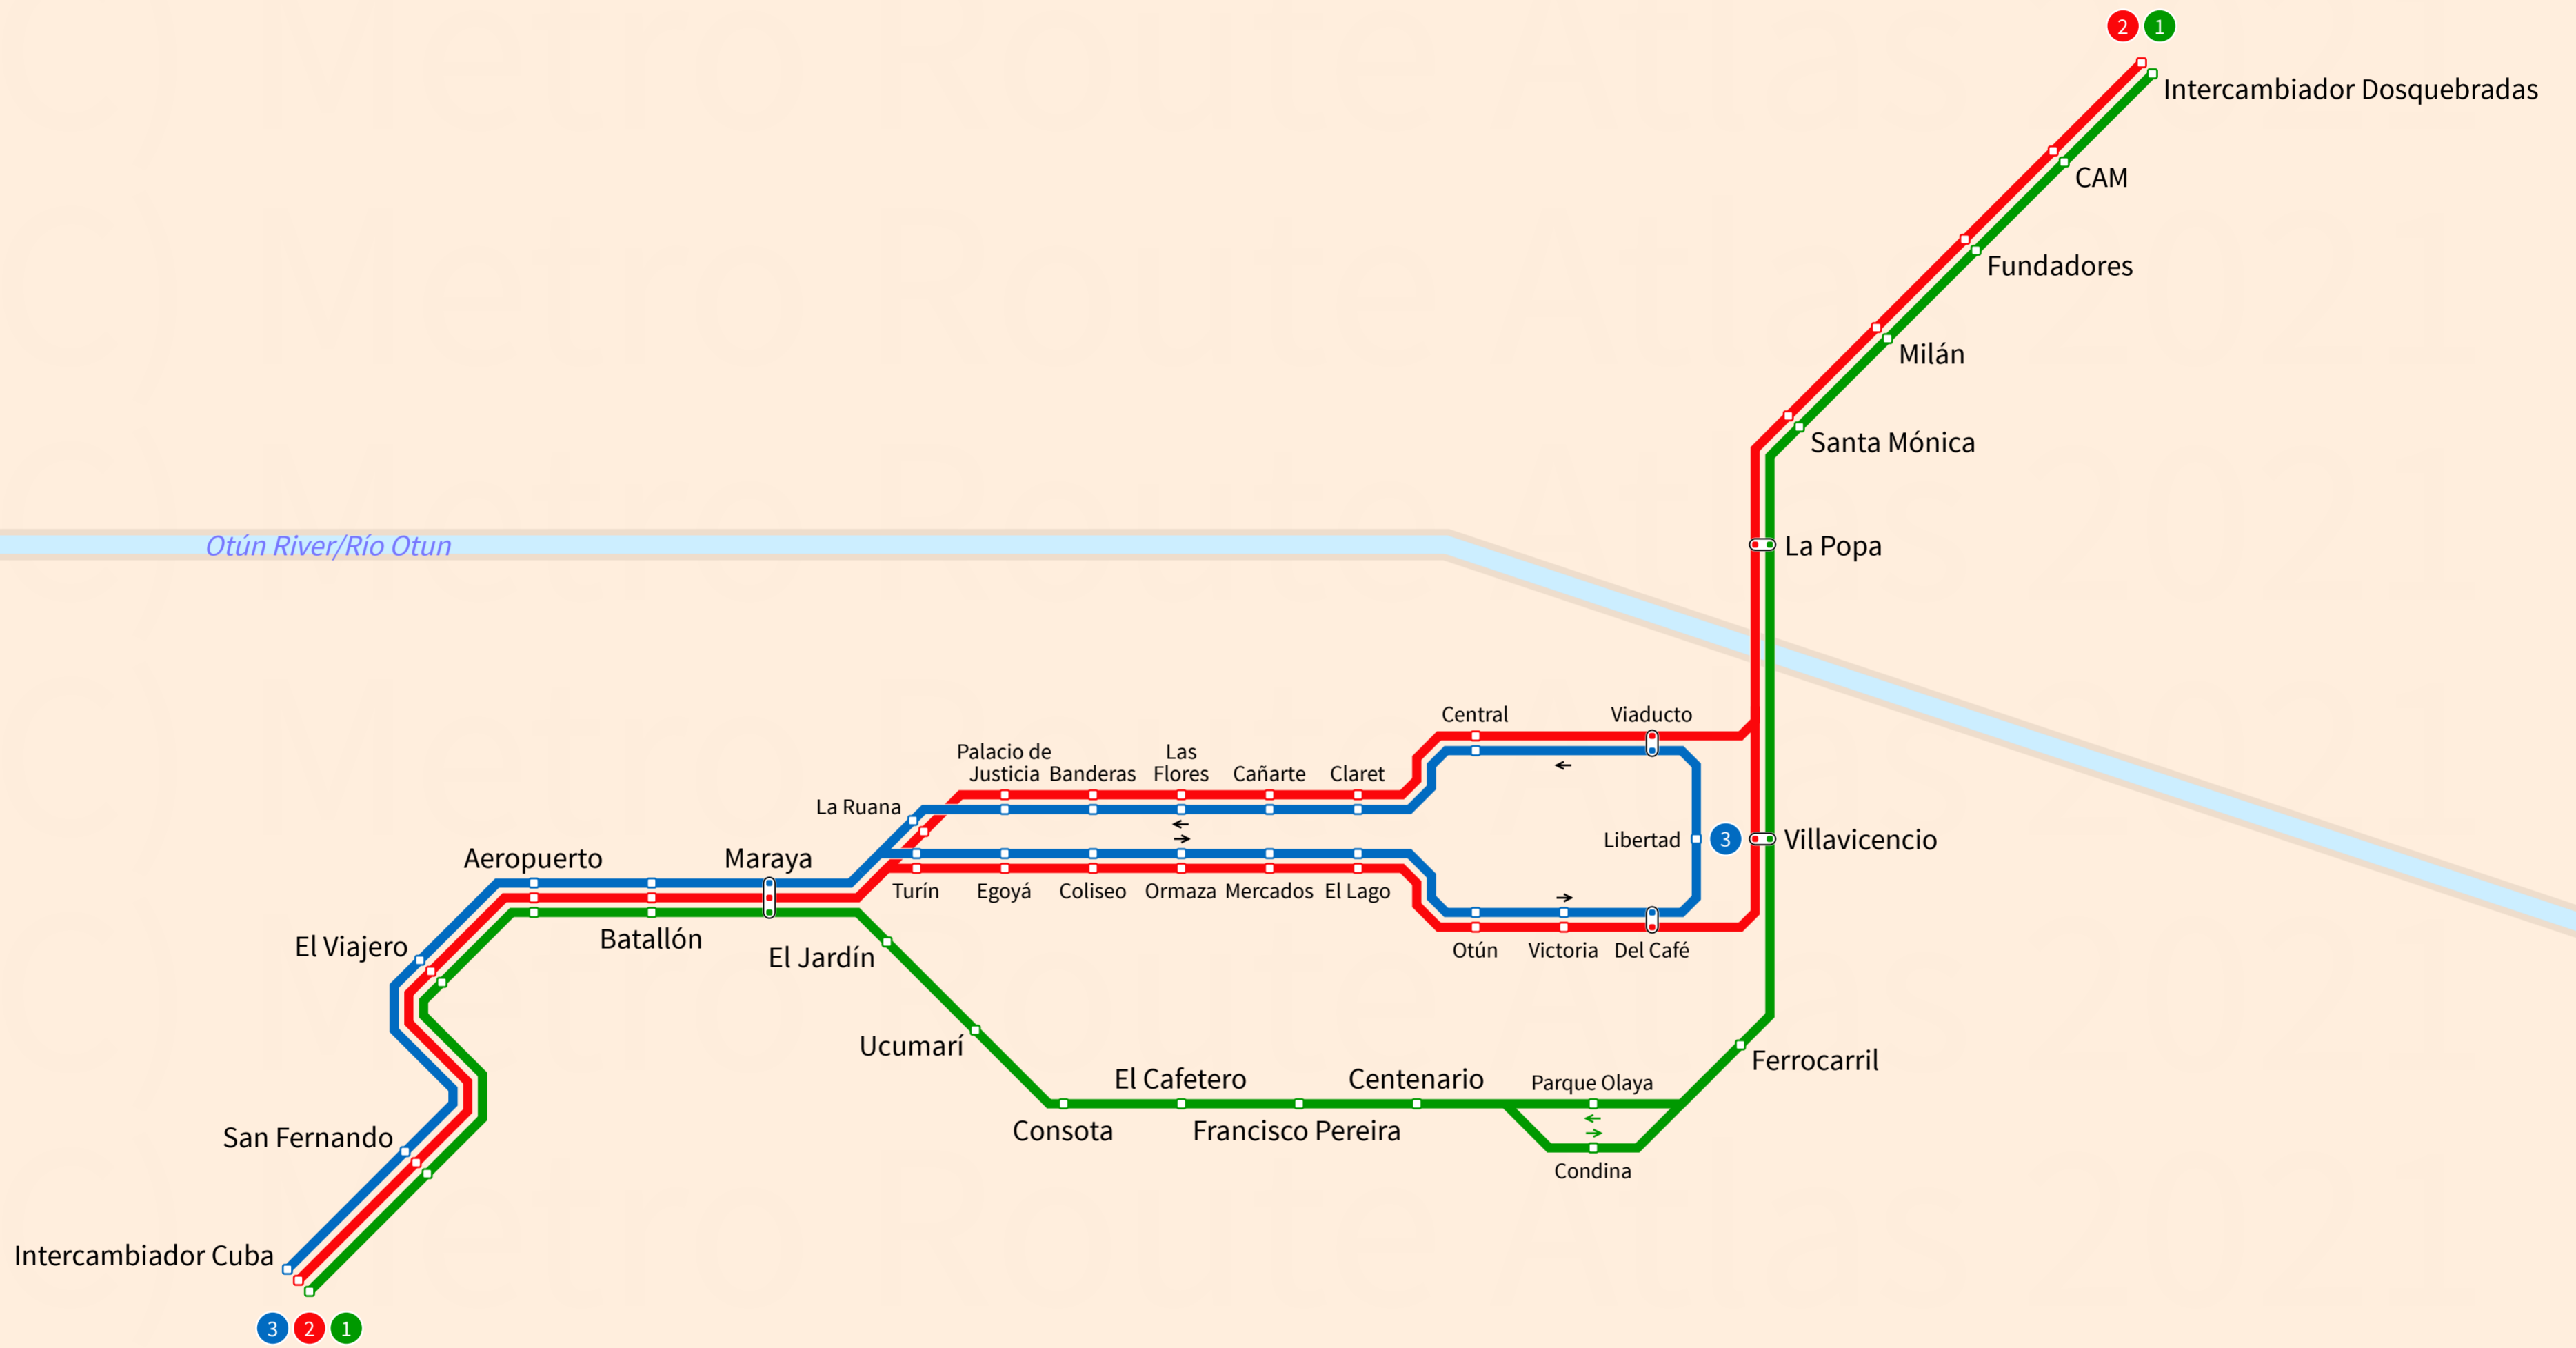 2 1
Intercambiador Dosquebradas
CAM
Fundadores
Milán
Santa Mónica
Otún River/Río Otun
La Popa
Central
Viaducto
Palacio de
Justicia
Banderas
Las
Flores
Cañarte
Claret
La Ruana
Libertad
3
Villavicencio
Aeropuerto
Maraya
Turín
Egoyá
Coliseo
Ormaza
Mercados
El Lago
Batallón
El Viajero
El Jardín
Otún
Victoria
Del Café
Ucumarí
Ferrocarril
El Cafetero
Centenario
Parque Olaya
San Fernando
Consota
Francisco Pereira
Condina
Intercambiador Cuba
3 2 1